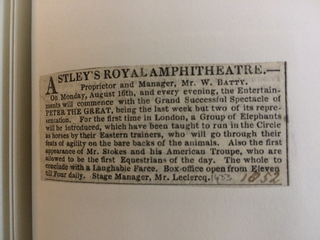 ASTLEY'S ROYAL AMPHITHEATRE.—
Proprietor and Manager, Mr. W. BATTY.
On Monday, August 16th, and every evening, the Entertain-
ments will commence with the Grand Successful Spectacle of
PETER THE GREAT, being the last week but two of its repre-
sentation. For the first time in London, a Group of Elephants
will be introduced, which have been taught to run in the Circle
as horses by their Eastern trainers, who will go through their
feats of agility on the bare backs of the animals. Also the first
appearance of Mr. Stokes and his American Troupe, who are
allowed to be the first Equestrians of the day. The whole to
conclude with a Laughable Farce. Box-office open from Eleven
till Four daily. Stage Manager, Mr. Leclercq. 1852